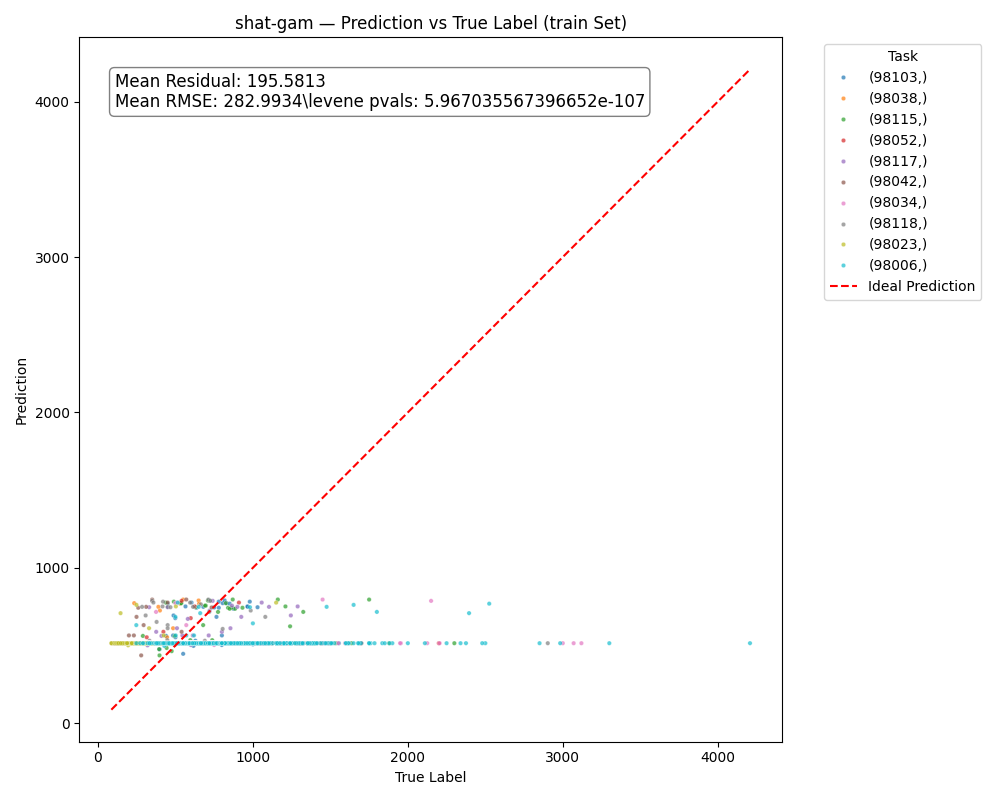 shat-gam — Prediction vs True Label (train Set)
Mean Residual: 195.5813
Mean RMSE: 282.9934\levene pvals: 5.967035567396652e-107
Task
(98103,)
(98038,)
(98115,)
(98052,)
(98117,)
(98042,)
(98034,)
(98118,)
(98023,)
(98006,)
Ideal Prediction
Prediction
4000
3000
2000
1000
0
0
1000
2000
3000
4000
True Label